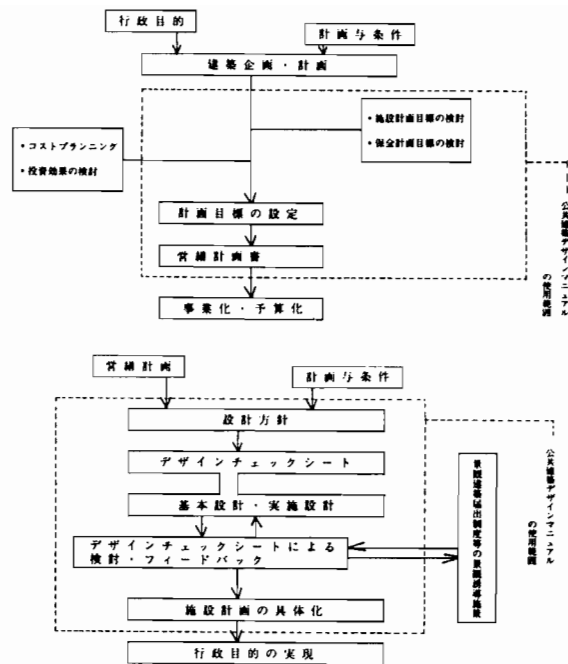 行政目的
計画与条件
建築企画・計画
・施設計画目標の検討
・保全計画目標の検討
・コストプランニング
・投資効果の検討
計画目標の設定
営繕計画書
事業化・予算化
公共建築デザインマニュアル
の使用範囲
営繕計画
計画与条件
設計方針
デザインチェックシート
基本設計・実施設計
デザインチェックシートによる
検討・フィードバック
施設計画の具体化
行政目的の実現
景観建築届出制度等の景観誘導施策
公共建築デザインマニュアル
の使用範囲